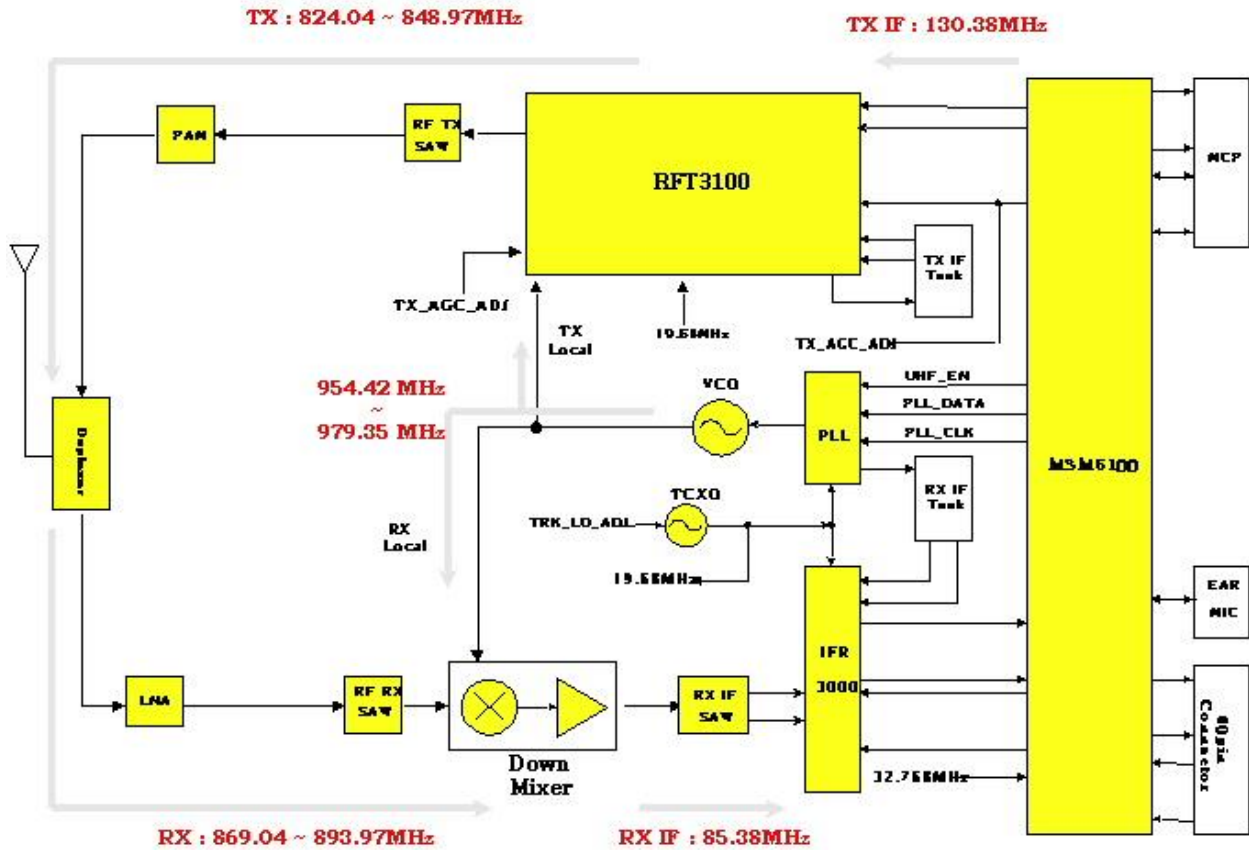 TX : 824.04 ~ 848.97MHz
TX IF : 130.38MHz
PAM
RF TX
SAW
RFT3100
MCP
TX IF
Tank
TX_AGC_ADJ
TX
Local
19.68MHz
TX_AGC_ADJ
954.42 MHz
~
979.35 MHz
VCO
PLL
UHF_EN
PLL_DATA
PLL_CLK
MSM6100
Duplexer
RX IF
Tank
TCXO
TRK_LO_ADJ
RX
Local
19.68MHz
EAR
MIC
IFR
3000
LNA
RF RX
SAW
RX IF
SAW
Down
Mixer
32.768MHz
Connector
RX : 869.04 ~ 893.97MHz
RX IF : 85.38MHz